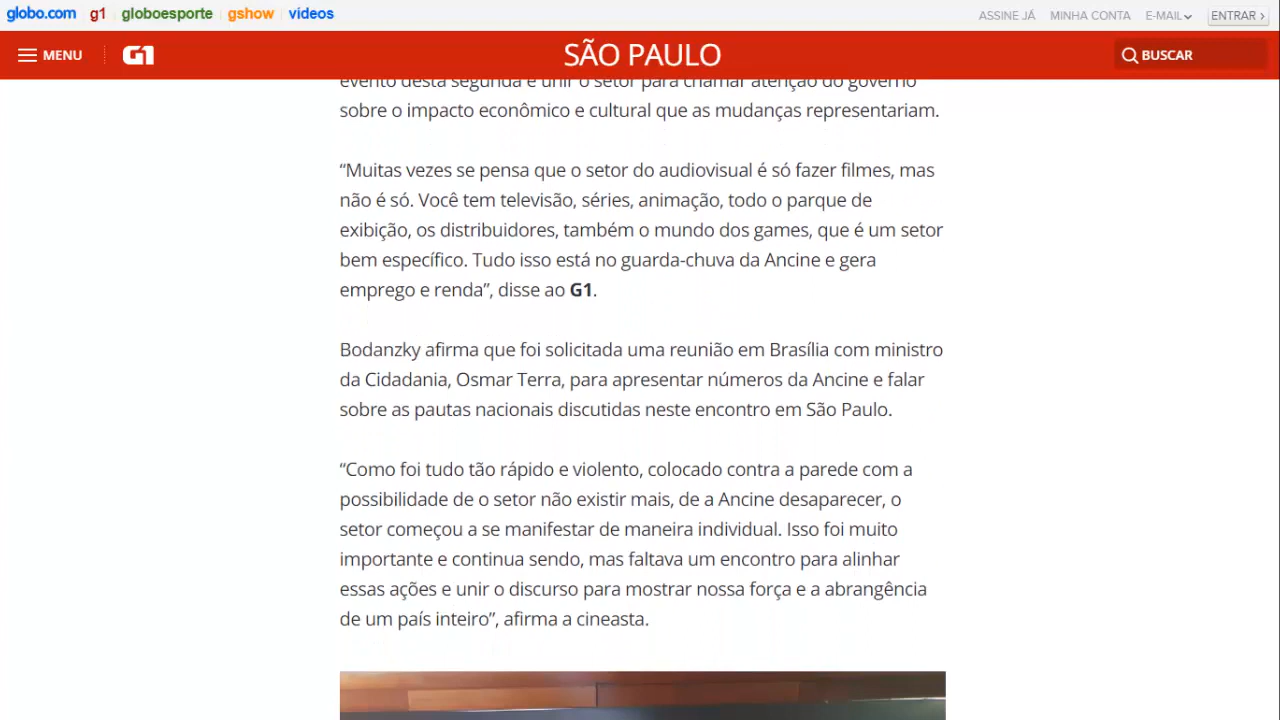 globo.com g1 globoesporte gshow videos ASSINE JÁ MINHA CONTA E-MAIL ENTRAR ›
MENU G1 SÃO PAULO BUSCAR
evento desta segunda é unir o setor para chamar atenção do governo
sobre o impacto econômico e cultural que as mudanças representariam.
“Muitas vezes se pensa que o setor do audiovisual é só fazer filmes, mas
não é só. Você tem televisão, séries, animação, todo o parque de
exibição, os distribuidores, também o mundo dos games, que é um setor
bem específico. Tudo isso está no guarda-chuva da Ancine e gera
emprego e renda”, disse ao G1.
Bodanzky afirma que foi solicitada uma reunião em Brasília com ministro
da Cidadania, Osmar Terra, para apresentar números da Ancine e falar
sobre as pautas nacionais discutidas neste encontro em São Paulo.
“Como foi tudo tão rápido e violento, colocado contra a parede com a
possibilidade de o setor não existir mais, de a Ancine desaparecer, o
setor começou a se manifestar de maneira individual. Isso foi muito
importante e continua sendo, mas faltava um encontro para alinhar
essas ações e unir o discurso para mostrar nossa força e a abrangência
de um país inteiro”, afirma a cineasta.